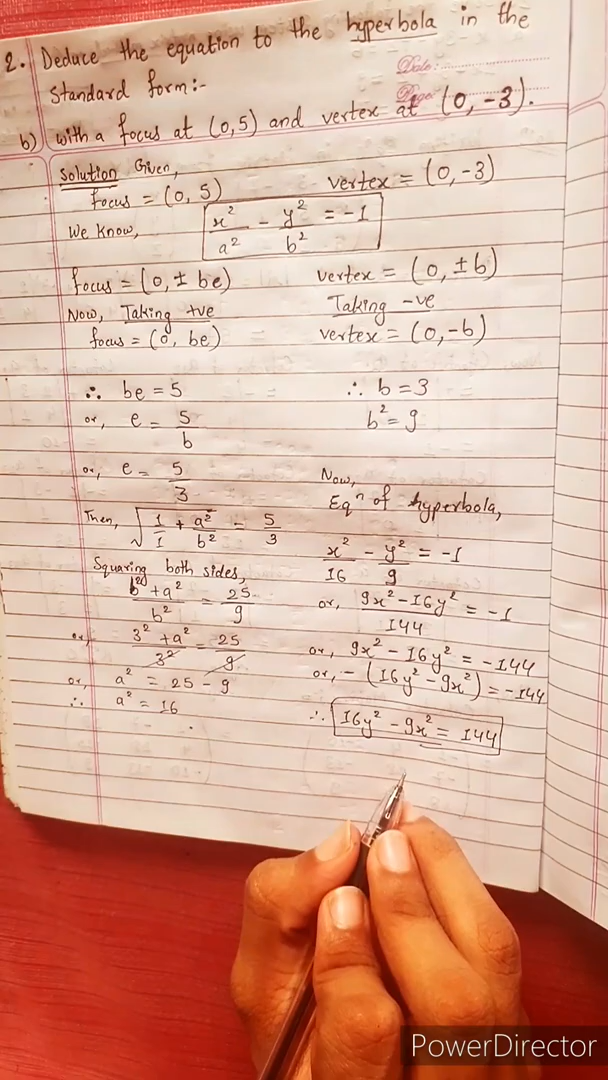 2. Deduce the equation to the hyperbola in the
Date:
standard form:-
Page:
b) with a focus at (0,5) and vertex at (0, -3).
Solution Given,
focus = (0, 5) vertex = (0, -3)
We know, x²/a² - y²/b² = -1
focus = (0, ± be) vertex = (0, ±b)
Now, Taking +ve Taking -ve
focus = (0, be) vertex = (0, -b)
∴ be = 5 ∴ b = 3
or, e = 5/b b² = 9
or, e = 5/3 Now,
Eqⁿ of hyperbola,
Then, √(1/1 + a²/b²) = 5/3
x²/16 - y²/9 = -1
Squaring both sides,
(b² + a²)/b² = 25/9 or, (9x² - 16y²)/144 = -1
or, (3² + a²)/3² = 25/9 or, 9x² - 16y² = -144
or, a² = 25 - 9 or, - (16y² - 9x²) = -144
∴ a² = 16 ∴ 16y² - 9x² = 144
PowerDirector